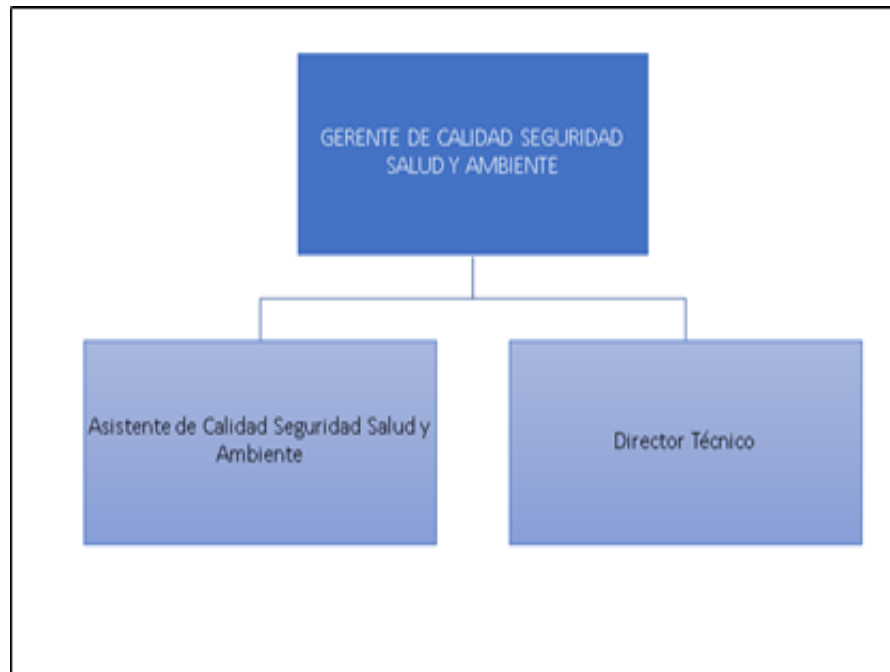 GERENTE DE CALIDAD SEGURIDAD
SALUD Y AMBIENTE
Asistente de Calidad Seguridad Salud y
Ambiente
Director Técnico